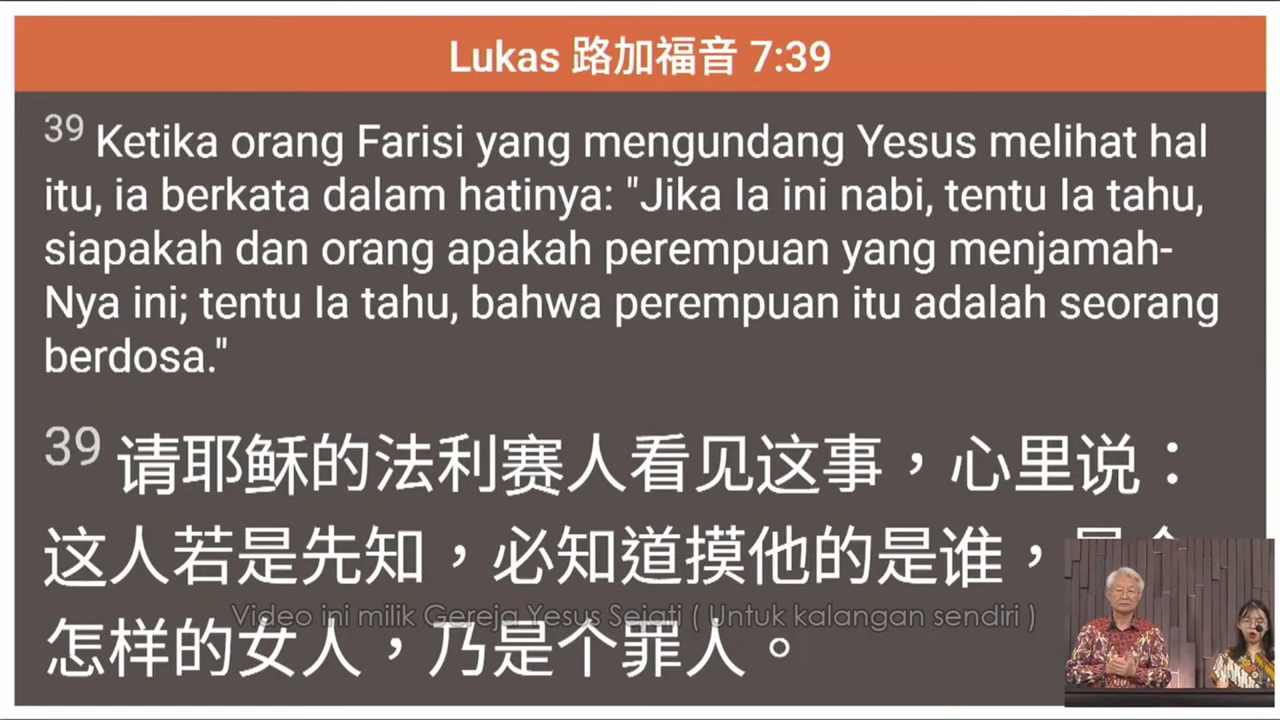 Lukas 路加福音 7:39
39 Ketika orang Farisi yang mengundang Yesus melihat hal
itu, ia berkata dalam hatinya: "Jika Ia ini nabi, tentu Ia tahu,
siapakah dan orang apakah perempuan yang menjamah-
Nya ini; tentu Ia tahu, bahwa perempuan itu adalah seorang
berdosa."
39 请耶稣的法利赛人看见这事，心里说：
这人若是先知，必知道摸他的是谁，
Video ini milik Gereja Yesus Sejati ( Untuk kalangan sendiri )
怎样的女人，乃是个罪人。